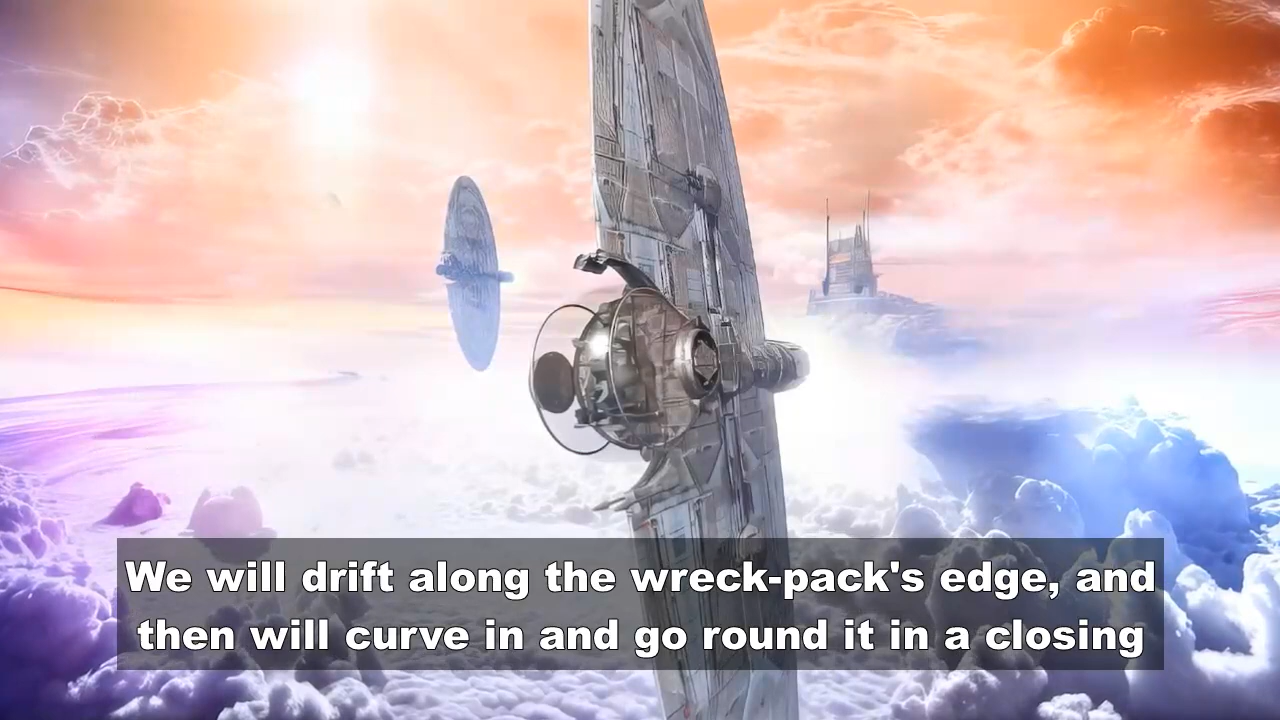 We will drift along the wreck-pack's edge, and
then will curve in and go round it in a closing